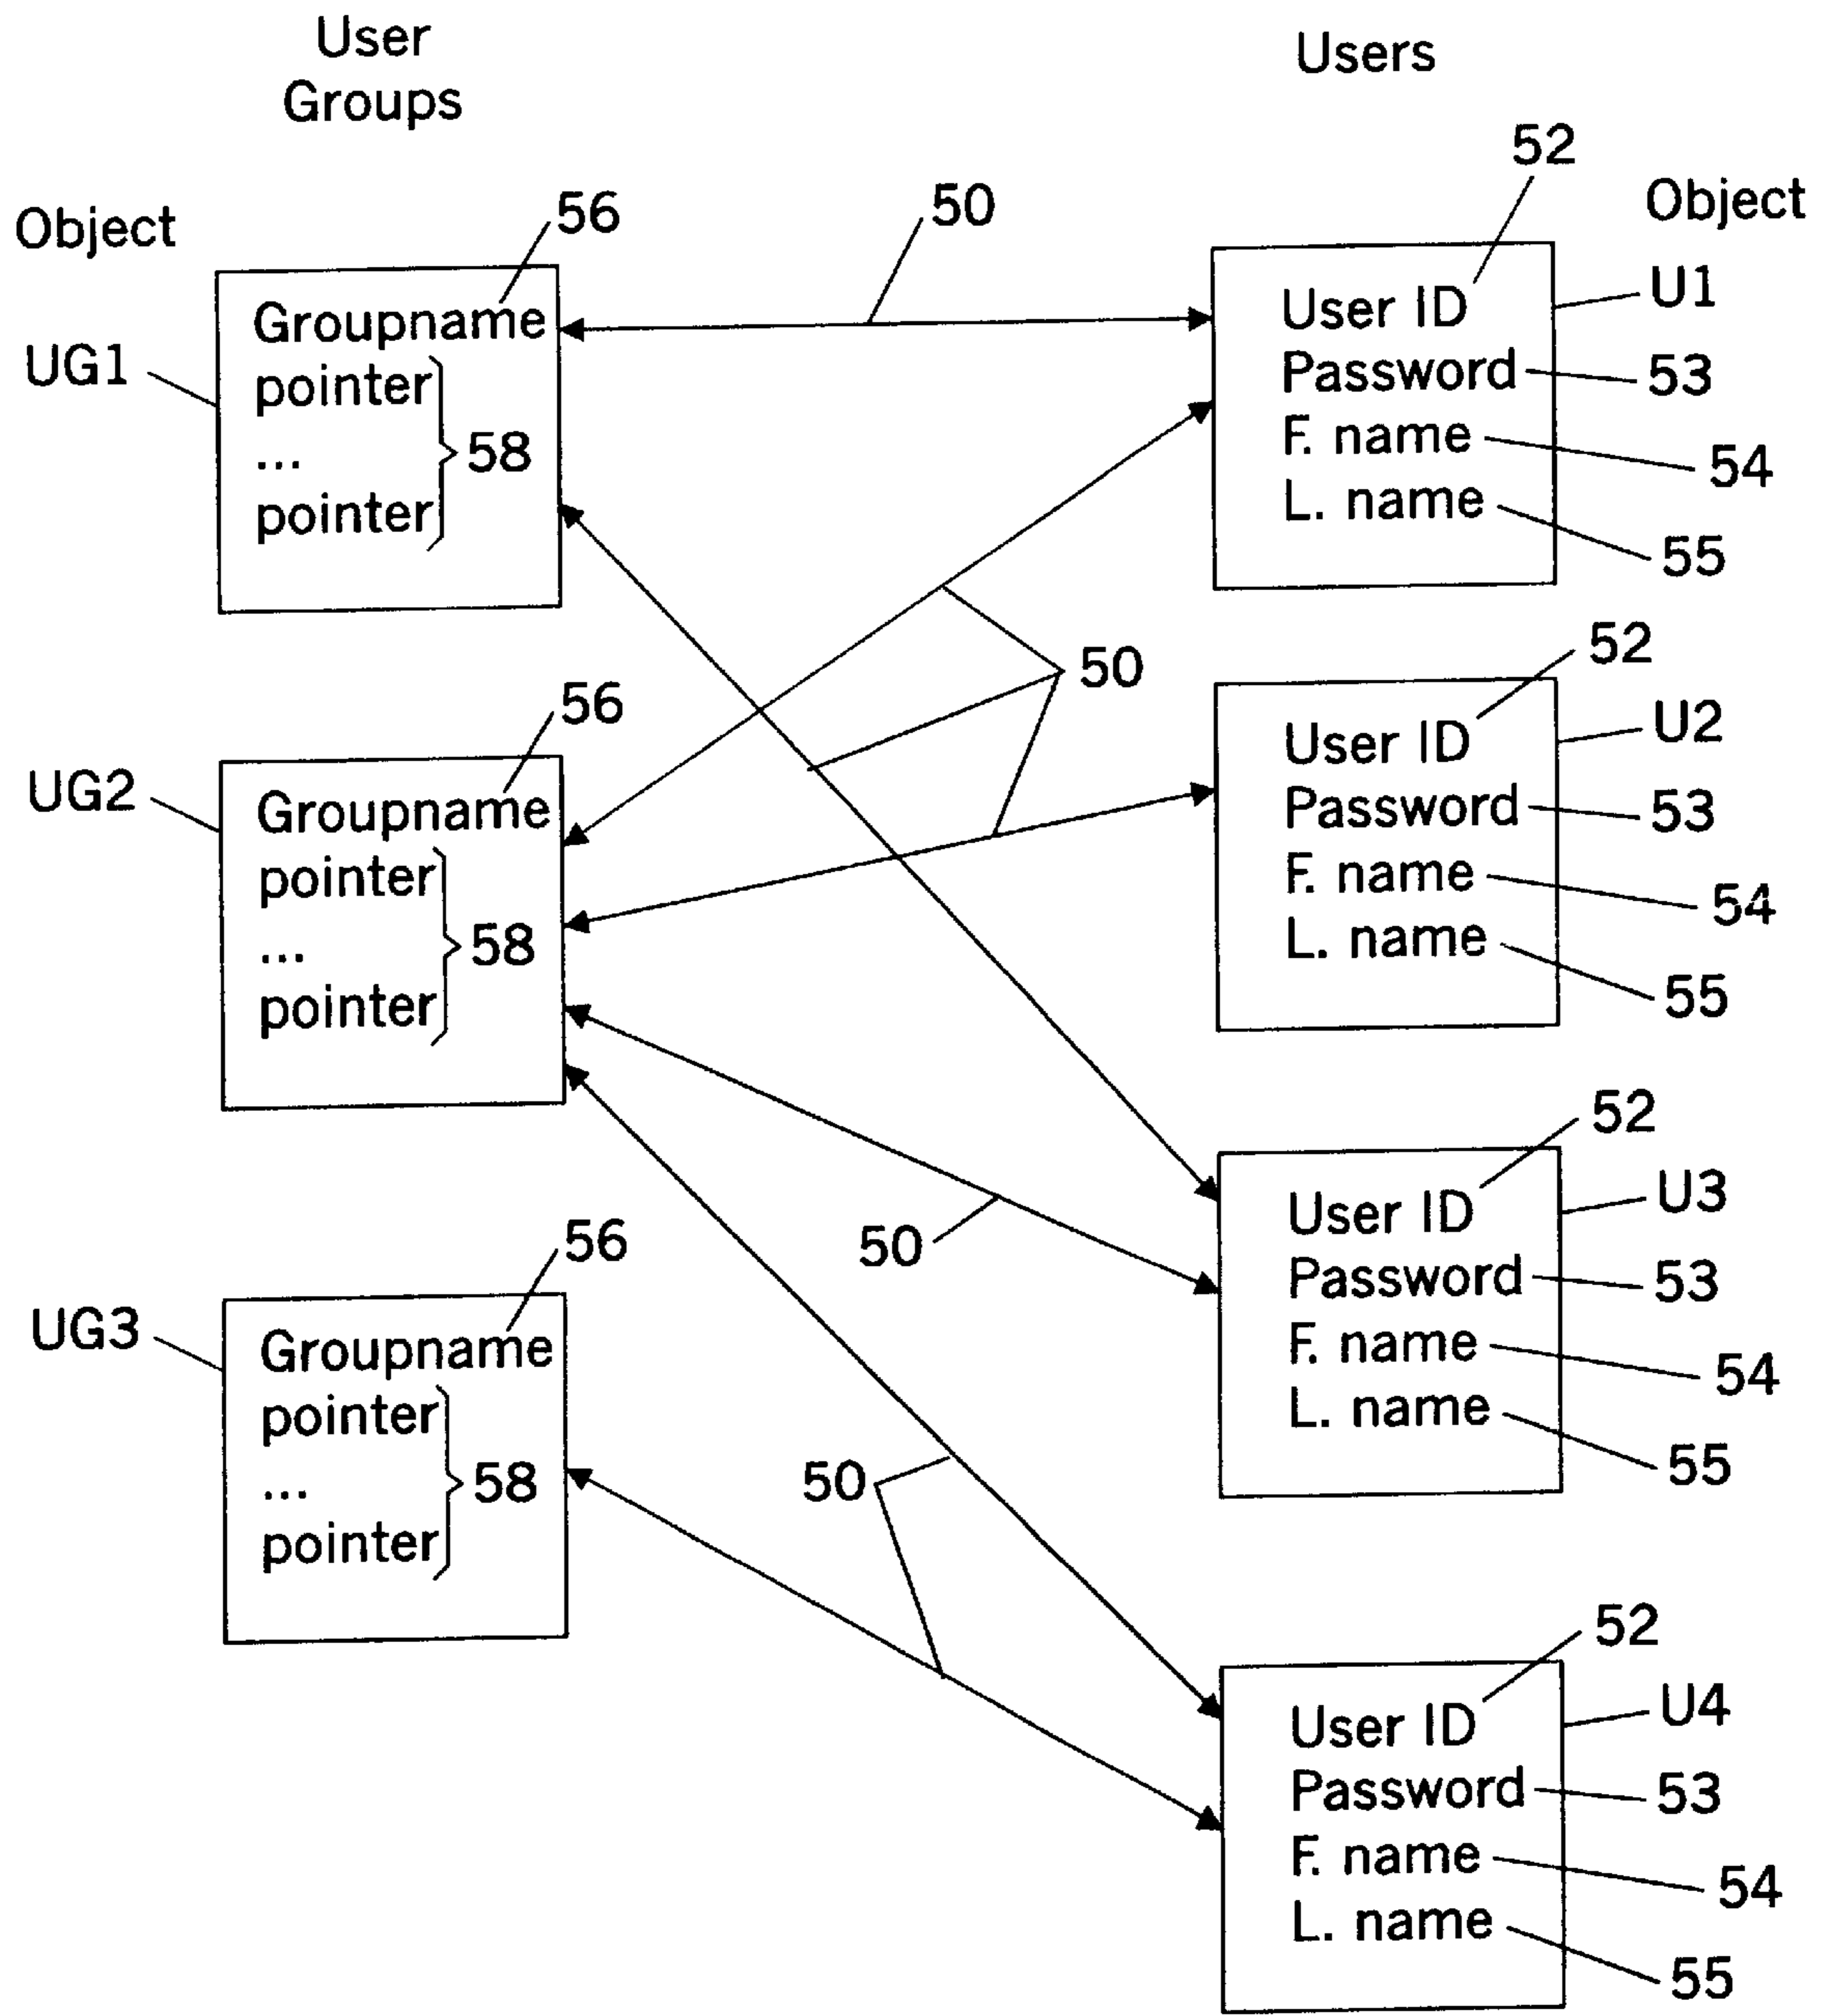 User
Groups
Users
Object
56
50
52
Object
UG1
Groupname
pointer
...
pointer
58
User ID
Password
F. name
L. name
U1
53
54
55
50
UG2
56
Groupname
pointer
...
pointer
58
52
User ID
Password
F. name
L. name
U2
53
54
55
50
52
User ID
Password
F. name
L. name
U3
53
54
55
UG3
56
Groupname
pointer
...
pointer
58
50
52
User ID
Password
F. name
L. name
U4
53
54
55